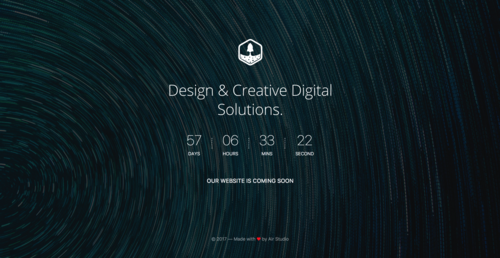 Design & Creative Digital
Solutions.
57 06 33 22
DAYS HOURS MINS SECOND
OUR WEBSITE IS COMING SOON
© 2017 — Made with ❤ by Ari Studio